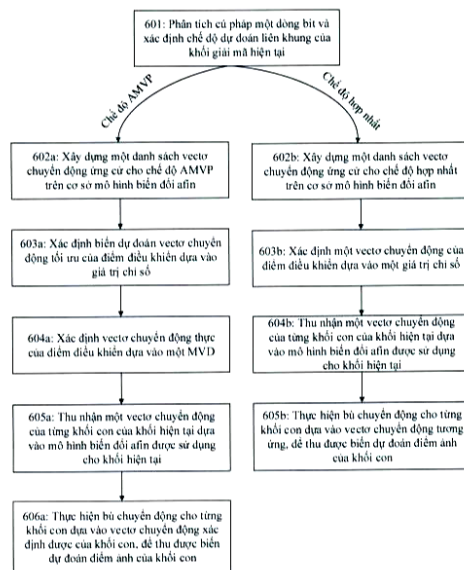 601: Phân tích cú pháp một dòng bit và
xác định chế độ dự đoán liên khung của
khối giải mã hiện tại
Chế độ AMVP
Chế độ hợp nhất
602a: Xây dựng một danh sách vectơ
chuyển động ứng cử cho chế độ AMVP
trên cơ sở mô hình biến đổi afin
603a: Xác định biến dự đoán vectơ chuyển
động tối ưu của điểm điều khiển dựa vào
giá trị chỉ số
604a: Xác định vectơ chuyển động thực
của điểm điều khiển dựa vào một MVD
605a: Thu nhận một vectơ chuyển động
của từng khối con của khối hiện tại dựa
vào mô hình biến đổi afin được sử dụng
cho khối hiện tại
606a: Thực hiện bù chuyển động cho từng
khối con dựa vào vectơ chuyển động xác
định được của khối con, để thu được biến
dự đoán điểm ảnh của khối con
602b: Xây dựng một danh sách vectơ
chuyển động ứng cử cho chế độ hợp nhất
trên cơ sở mô hình biến đổi afin
603b: Xác định một vectơ chuyển động của
điểm điều khiển dựa vào một giá trị chỉ số
604b: Thu nhận một vectơ chuyển động
của từng khối con của khối hiện tại dựa
vào mô hình biến đổi afin được sử dụng
cho khối hiện tại
605b: Thực hiện bù chuyển động cho từng
khối con dựa vào vectơ chuyển động tương
ứng, để thu được biến dự đoán điểm ảnh
của khối con